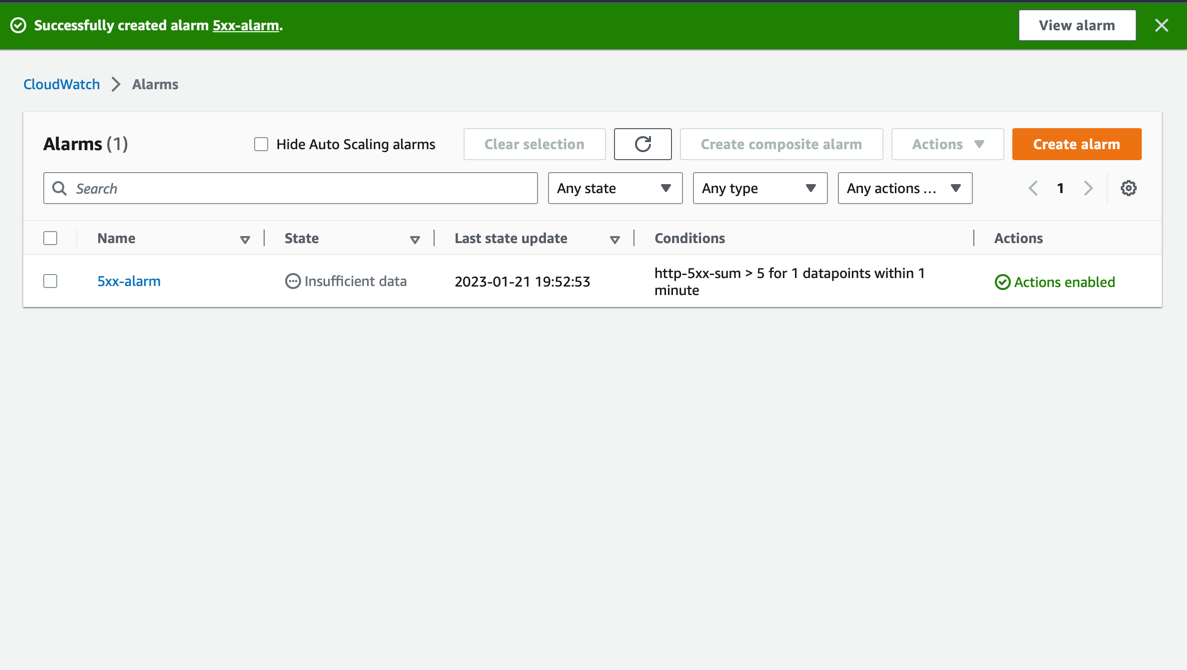 Successfully created alarm 5xx-alarm.
View alarm
CloudWatch
Alarms
Alarms (1)
Hide Auto Scaling alarms
Clear selection
Create composite alarm
Actions
Create alarm
Search
Any state
Any type
Any actions ...
1
Name
State
Last state update
Conditions
Actions
5xx-alarm
Insufficient data
2023-01-21 19:52:53
http-5xx-sum > 5 for 1 datapoints within 1
minute
Actions enabled